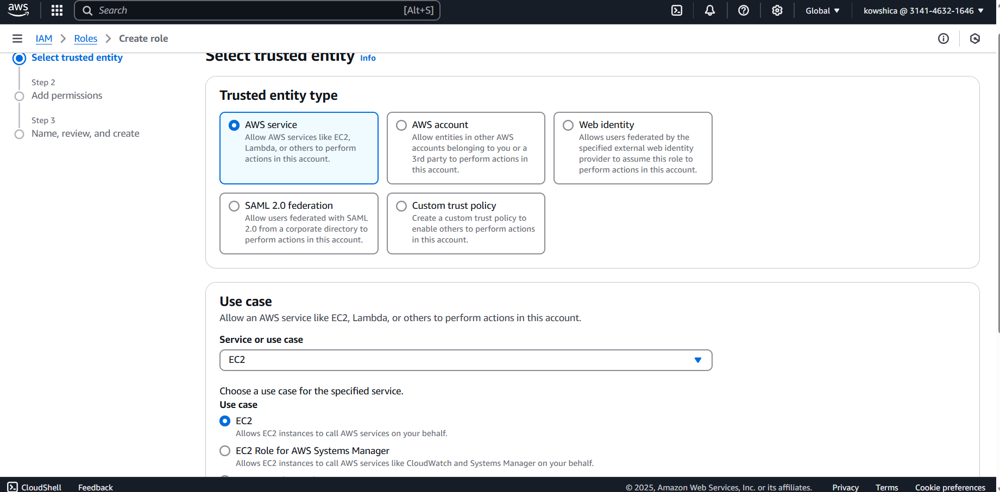 aws
Search [Alt+S]
Global
kowshica @ 3141-4632-1646
IAM
Roles
Create role
Select trusted entity
Step 2
Add permissions
Step 3
Name, review, and create
Select trusted entity Info
Trusted entity type
AWS service
Allow AWS services like EC2,
Lambda, or others to perform
actions in this account.
AWS account
Allow entities in other AWS
accounts belonging to you or a
3rd party to perform actions in
this account.
Web identity
Allows users federated by the
specified external web identity
provider to assume this role to
perform actions in this account.
SAML 2.0 federation
Allow users federated with SAML
2.0 from a corporate directory to
perform actions in this account.
Custom trust policy
Create a custom trust policy to
enable others to perform actions
in this account.
Use case
Allow an AWS service like EC2, Lambda, or others to perform actions in this account.
Service or use case
EC2
Choose a use case for the specified service.
Use case
EC2
Allows EC2 instances to call AWS services on your behalf.
EC2 Role for AWS Systems Manager
Allows EC2 instances to call AWS services like CloudWatch and Systems Manager on your behalf.
CloudShell
Feedback
© 2025, Amazon Web Services, Inc. or its affiliates.
Privacy
Terms
Cookie preferences